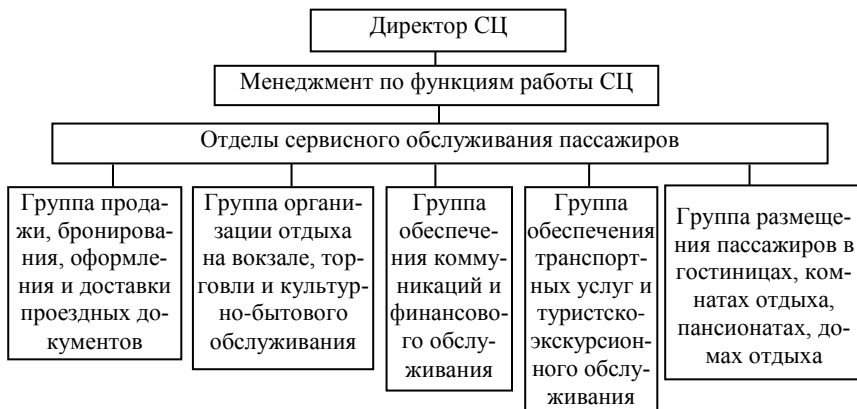 Директор СЦ
Менеджмент по функциям работы СЦ
Отделы сервисного обслуживания пассажиров
Группа прода-
жи, бронирова-
ния, оформле-
ния и доставки
проездных до-
кументов
Группа органи-
зации отдыха
на вокзале, тор-
говли и культур-
но-бытового
обслуживания
Группа
обеспече-
ния комму-
никаций и
финансово-
го обслу-
живания
Группа
обеспечения
транспорт-
ных услуг и
туристско-
экскурсион-
ного обслу-
живания
Группа размеще-
ния пассажиров в
гостиницах, ком-
натах отдыха,
пансионатах, до-
мах отдыха